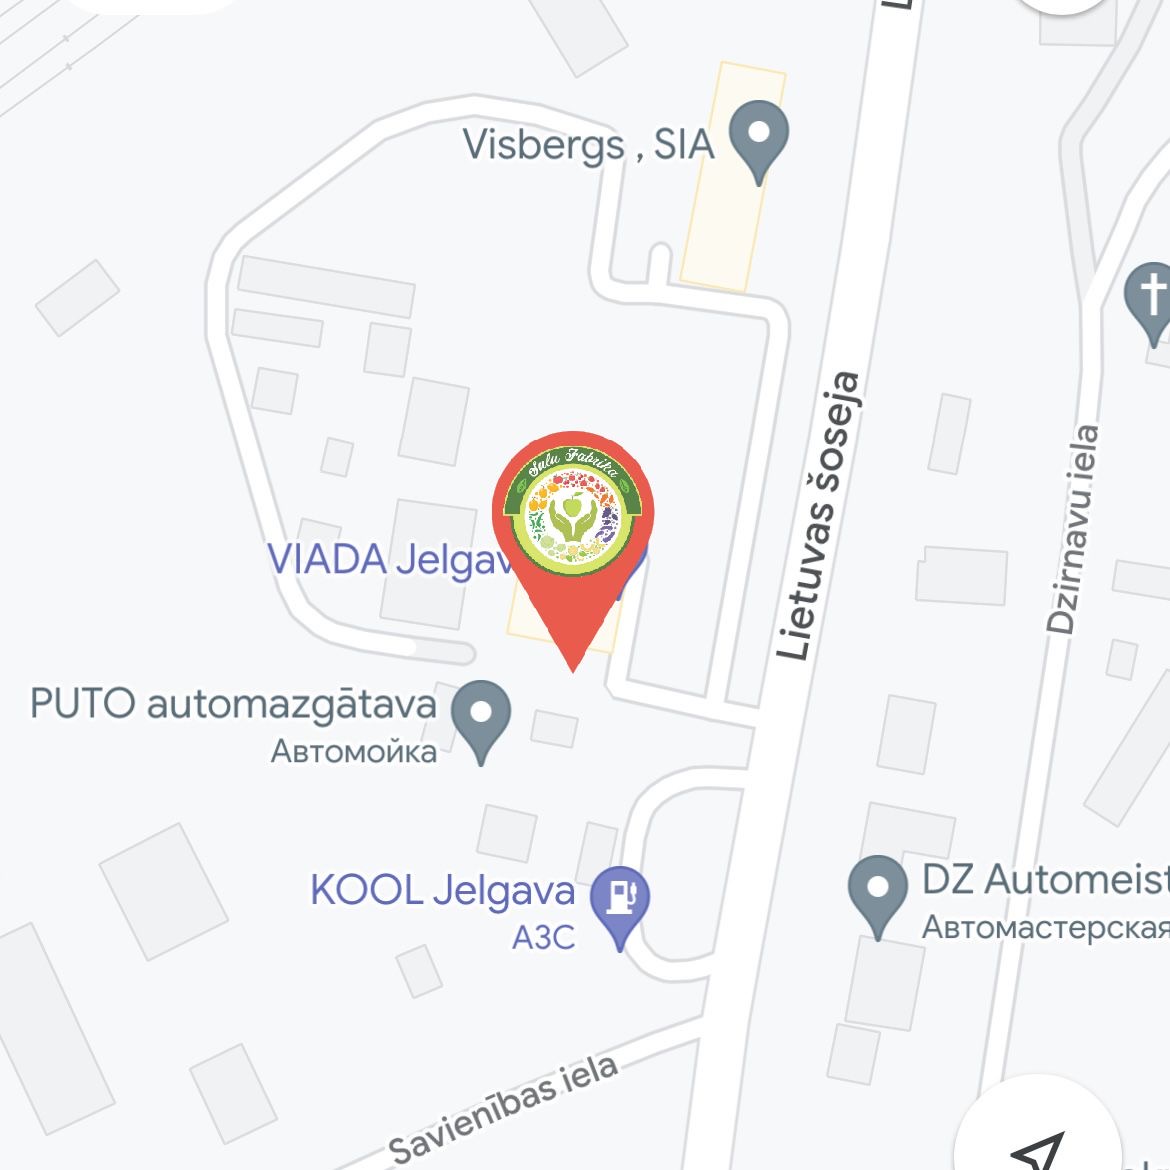 Visbergs , SIA
Lietuvas šoseja
Dzirnavu iela
Sulu Fabrika
VIADA Jelgav
PUTO automazgātava
Автомойка
KOOL Jelgava
АЗС
DZ Automeist
Автомастерская
Savienības iela